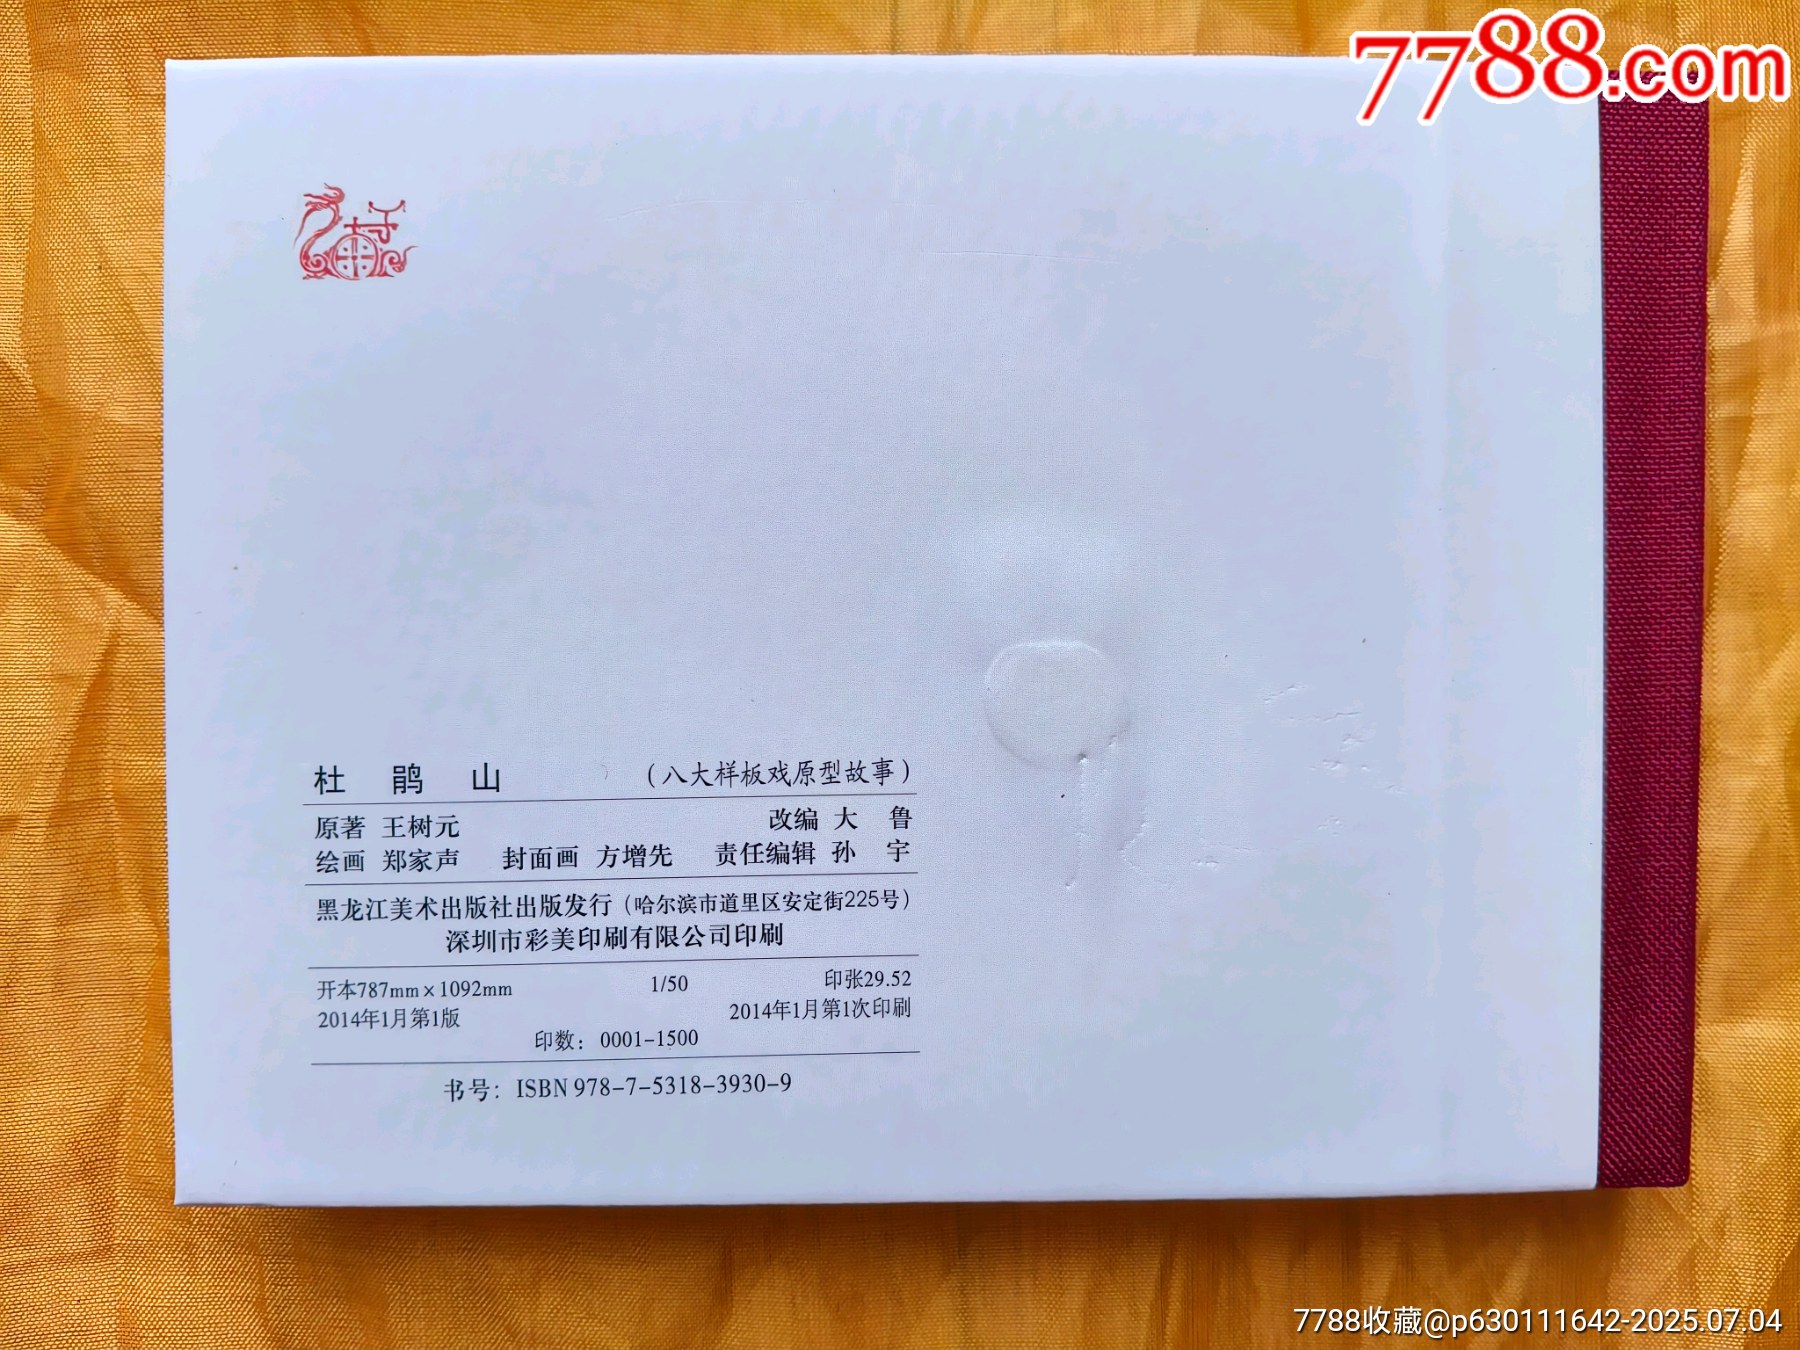 7788.com
杜 鹃 山 （八大样板戏原型故事）
原著 王树元 改编 大 鲁
绘画 郑家声 封面画 方增先 责任编辑 孙 宇
黑龙江美术出版社出版发行（哈尔滨市道里区安定街225号）
深圳市彩美印刷有限公司印刷
开本787mm×1092mm 1/50 印张29.52
2014年1月第1版 2014年1月第1次印刷
印数：0001-1500
书号：ISBN 978-7-5318-3930-9
7788收藏@p630111642-2025.07.04